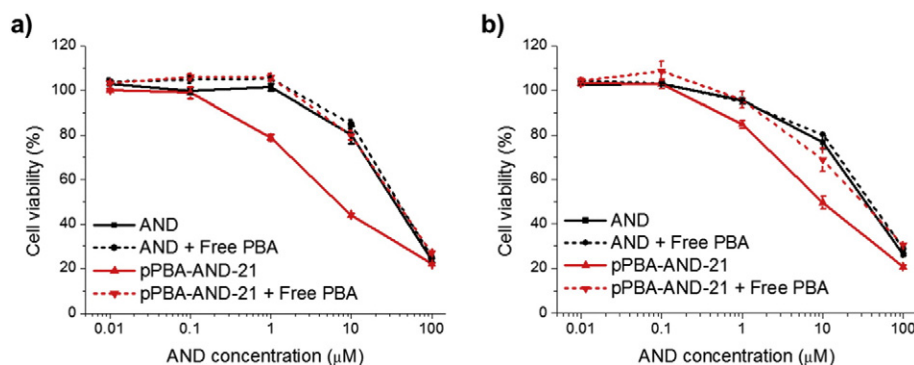 a)
120
100
80
60
40
20
0
Cell viability (%)
AND
AND + Free PBA
pPBA-AND-21
pPBA-AND-21 + Free PBA
0.01 0.1 1 10 100
AND concentration (μM)
b)
120
100
80
60
40
20
0
Cell viability (%)
AND
AND + Free PBA
pPBA-AND-21
pPBA-AND-21 + Free PBA
0.01 0.1 1 10 100
AND concentration (μM)